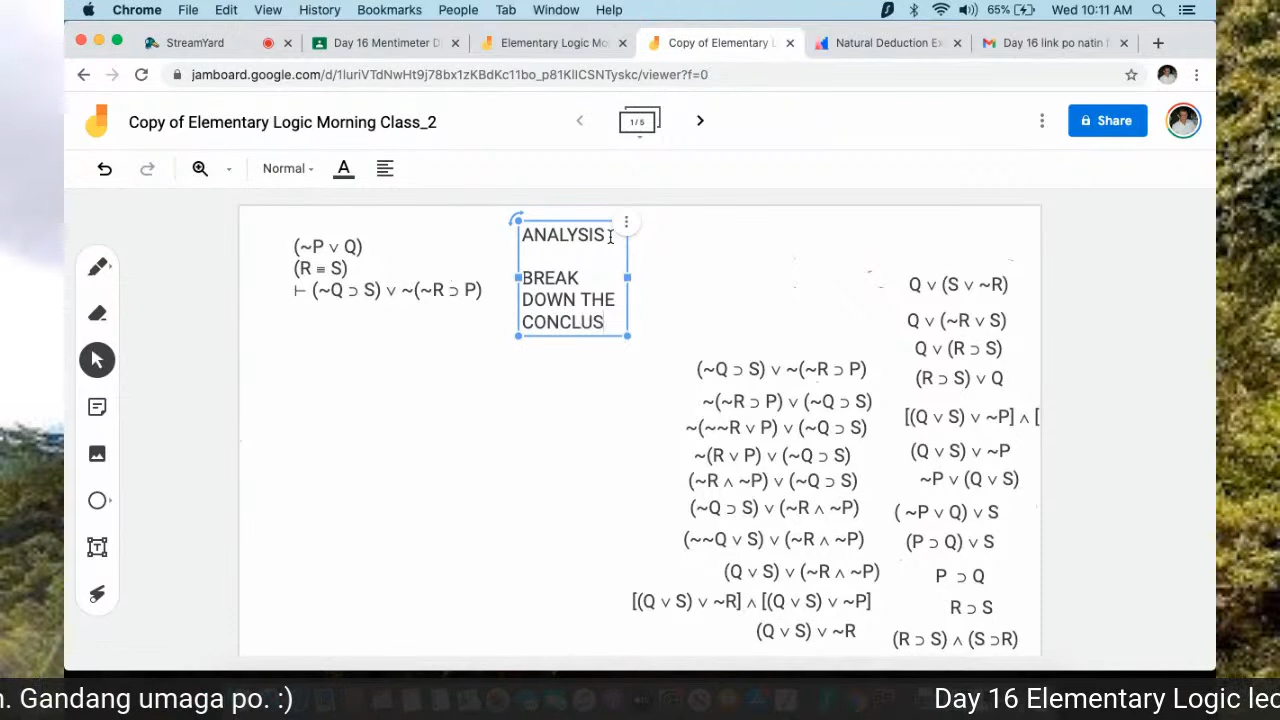 Chrome File Edit View History Bookmarks People Tab Window Help 65% Wed 10:11 AM
StreamYard Day 16 Mentimeter D Elementary Logic Mo Copy of Elementary L Natural Deduction Ex Day 16 link po natin f
jamboard.google.com/d/1luriVTdNwHt9j78bx1zKBdKc11bo_p81KlICSNTyskc/viewer?f=0
Copy of Elementary Logic Morning Class_2
1/5
Share
Normal
A
(~P ∨ Q)
(R ≡ S)
⊢ (~Q ⊃ S) ∨ ~(~R ⊃ P)
ANALYSIS
BREAK
DOWN THE
CONCLUS
(~Q ⊃ S) ∨ ~(~R ⊃ P)
~(~R ⊃ P) ∨ (~Q ⊃ S)
~(~~R ∨ P) ∨ (~Q ⊃ S)
~(R ∨ P) ∨ (~Q ⊃ S)
(~R ∧ ~P) ∨ (~Q ⊃ S)
(~Q ⊃ S) ∨ (~R ∧ ~P)
(~~Q ∨ S) ∨ (~R ∧ ~P)
(Q ∨ S) ∨ (~R ∧ ~P)
[(Q ∨ S) ∨ ~R] ∧ [(Q ∨ S) ∨ ~P]
(Q ∨ S) ∨ ~R
Q ∨ (S ∨ ~R)
Q ∨ (~R ∨ S)
Q ∨ (R ⊃ S)
(R ⊃ S) ∨ Q
[(Q ∨ S) ∨ ~P] ∧ [
(Q ∨ S) ∨ ~P
~P ∨ (Q ∨ S)
( ~P ∨ Q) ∨ S
(P ⊃ Q) ∨ S
P ⊃ Q
R ⊃ S
(R ⊃ S) ∧ (S ⊃R)
n. Gandang umaga po. :) Day 16 Elementary Logic lec